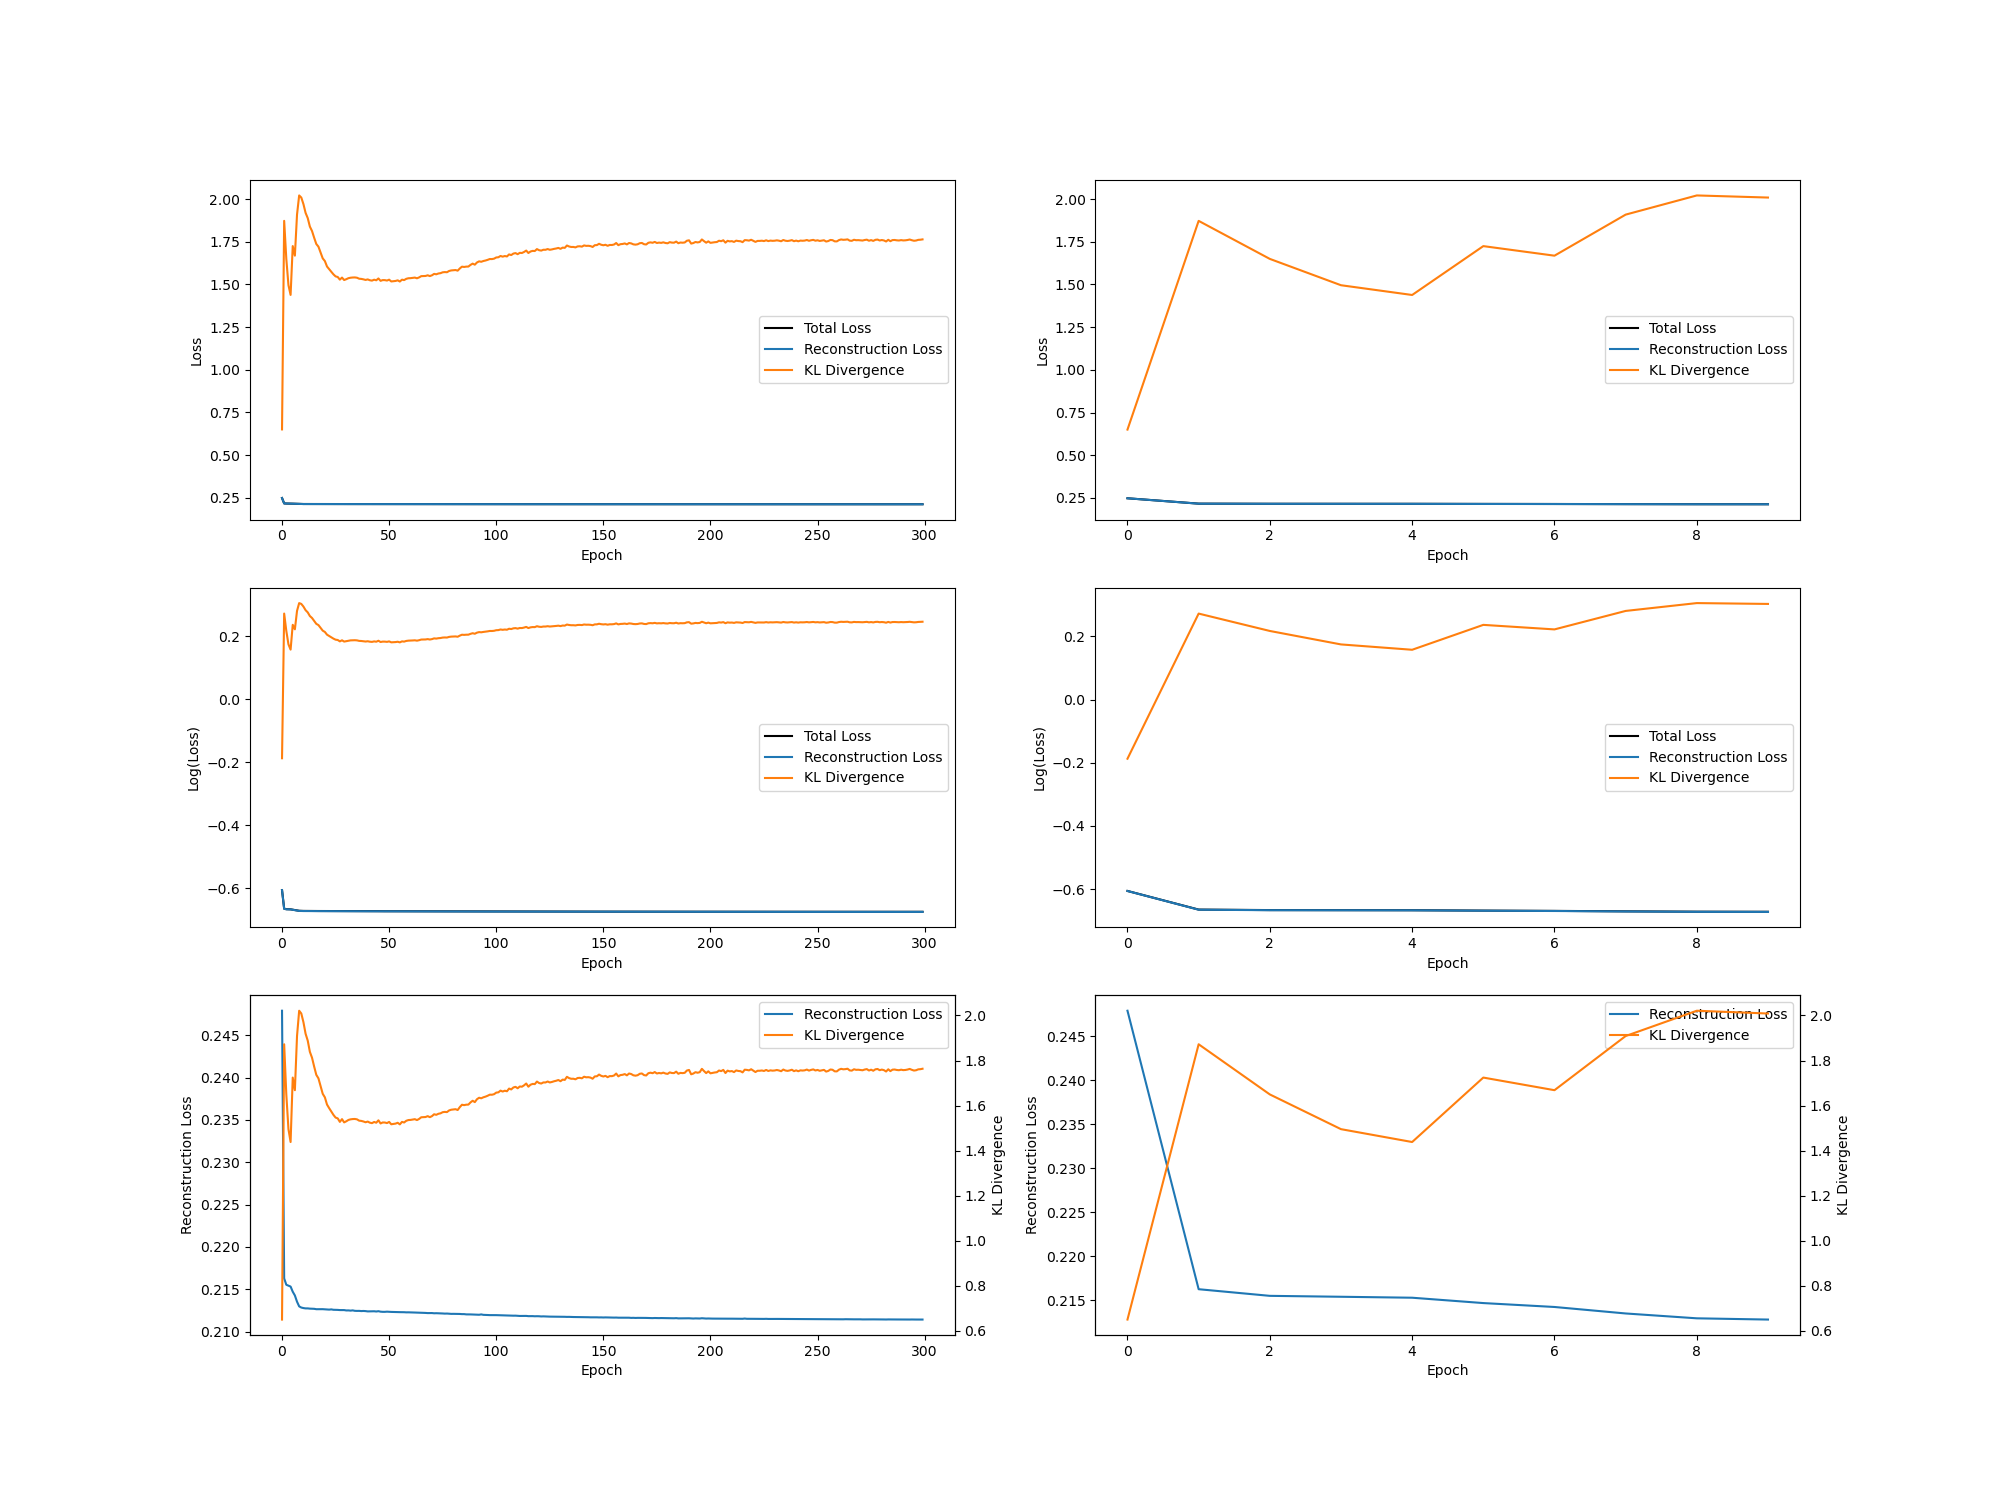 2.00
1.75
1.50
1.25
1.00
0.75
0.50
0.25
Loss
Total Loss
Reconstruction Loss
KL Divergence
0 50 100 150 200 250 300
Epoch
2.00
1.75
1.50
1.25
1.00
0.75
0.50
0.25
Loss
Total Loss
Reconstruction Loss
KL Divergence
0 2 4 6 8
Epoch
0.2
0.0
−0.2
−0.4
−0.6
Log(Loss)
Total Loss
Reconstruction Loss
KL Divergence
0 50 100 150 200 250 300
Epoch
0.2
0.0
−0.2
−0.4
−0.6
Log(Loss)
Total Loss
Reconstruction Loss
KL Divergence
0 2 4 6 8
Epoch
0.245
0.240
0.235
0.230
0.225
0.220
0.215
0.210
Reconstruction Loss
Reconstruction Loss
KL Divergence
2.0
1.8
1.6
1.4
1.2
1.0
0.8
0.6
KL Divergence
0 50 100 150 200 250 300
Epoch
0.245
0.240
0.235
0.230
0.225
0.220
0.215
Reconstruction Loss
Reconstruction Loss
KL Divergence
2.0
1.8
1.6
1.4
1.2
1.0
0.8
0.6
KL Divergence
0 2 4 6 8
Epoch